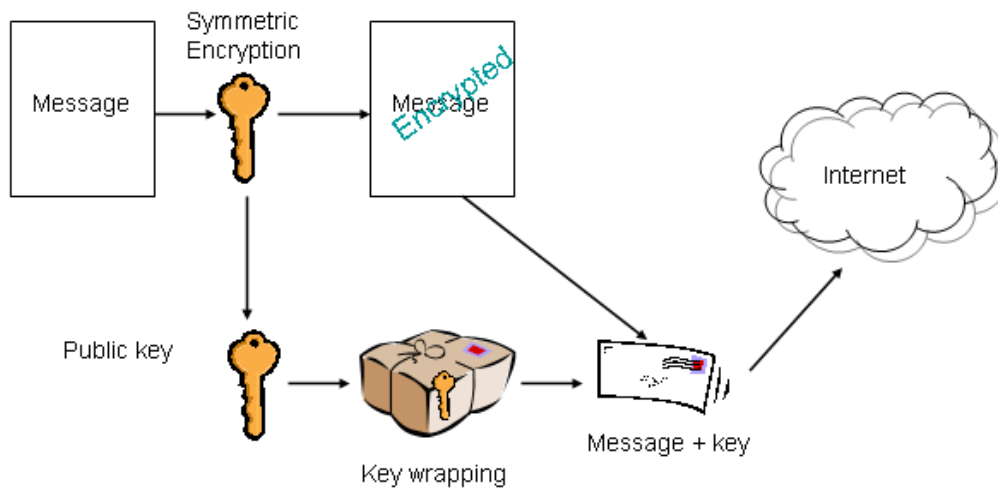 Symmetric
Encryption
Message
Message
Encrypted
Internet
Public key
Message + key
Key wrapping